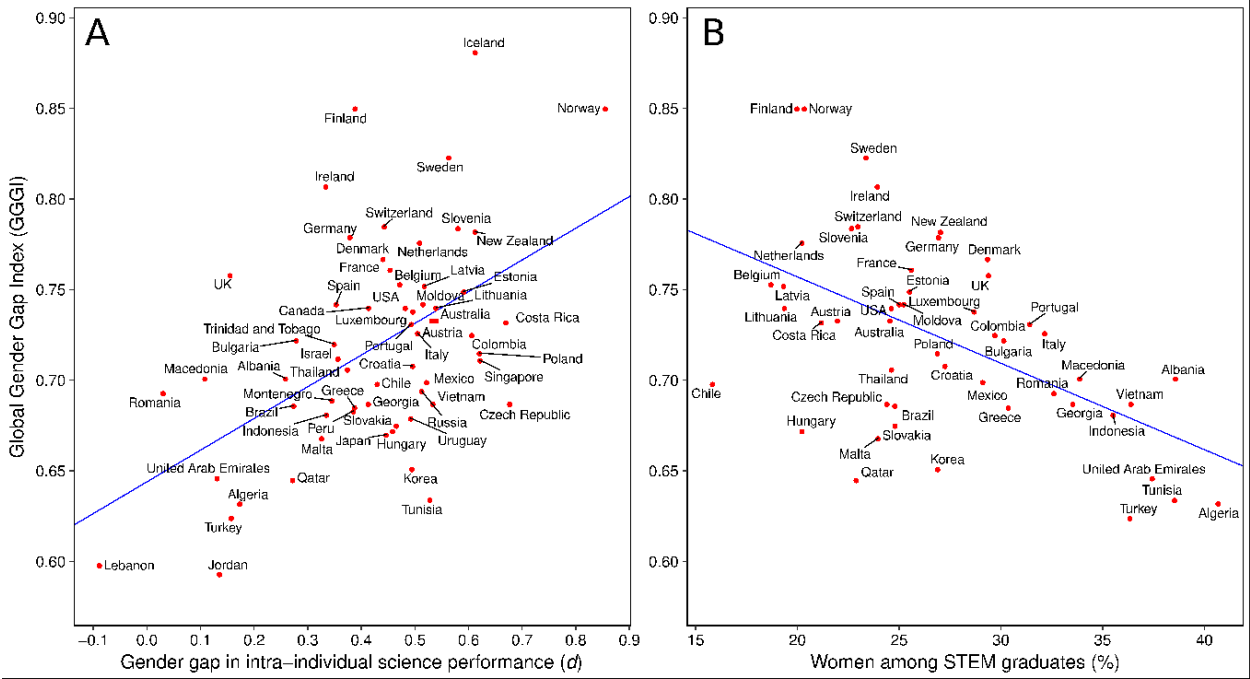 A
0.90
0.85
0.80
0.75
0.70
0.65
0.60
Global Gender Gap Index (GGGI)
Iceland
Norway
Finland
Sweden
Ireland
Switzerland
Slovenia
Germany
New Zealand
Denmark
Netherlands
France
Belgium
Latvia
Estonia
UK
Spain
USA
Moldova
Lithuania
Canada
Luxembourg
Australia
Costa Rica
Trinidad and Tobago
Austria
Bulgaria
Portugal
Colombia
Israel
Italy
Poland
Macedonia
Albania
Thailand
Croatia
Singapore
Chile
Mexico
Montenegro
Greece
Vietnam
Romania
Georgia
Brazil
Slovakia
Czech Republic
Indonesia
Peru
Russia
Japan
Hungary
Uruguay
Malta
United Arab Emirates
Qatar
Korea
Algeria
Tunisia
Turkey
Lebanon
Jordan
−0.1 0.0 0.1 0.2 0.3 0.4 0.5 0.6 0.7 0.8 0.9
Gender gap in intra−individual science performance (d)
B
0.90
0.85
0.80
0.75
0.70
0.65
0.60
Finland
Norway
Sweden
Ireland
Switzerland
New Zealand
Slovenia
Germany
Netherlands
Denmark
France
Belgium
Estonia
UK
Latvia
Spain
Luxembourg
Lithuania
Austria
USA
Moldova
Portugal
Costa Rica
Australia
Colombia
Italy
Poland
Bulgaria
Thailand
Croatia
Macedonia
Albania
Chile
Romania
Czech Republic
Mexico
Vietnam
Hungary
Brazil
Greece
Georgia
Slovakia
Indonesia
Malta
Korea
Qatar
United Arab Emirates
Tunisia
Turkey
Algeria
15 20 25 30 35 40
Women among STEM graduates (%)